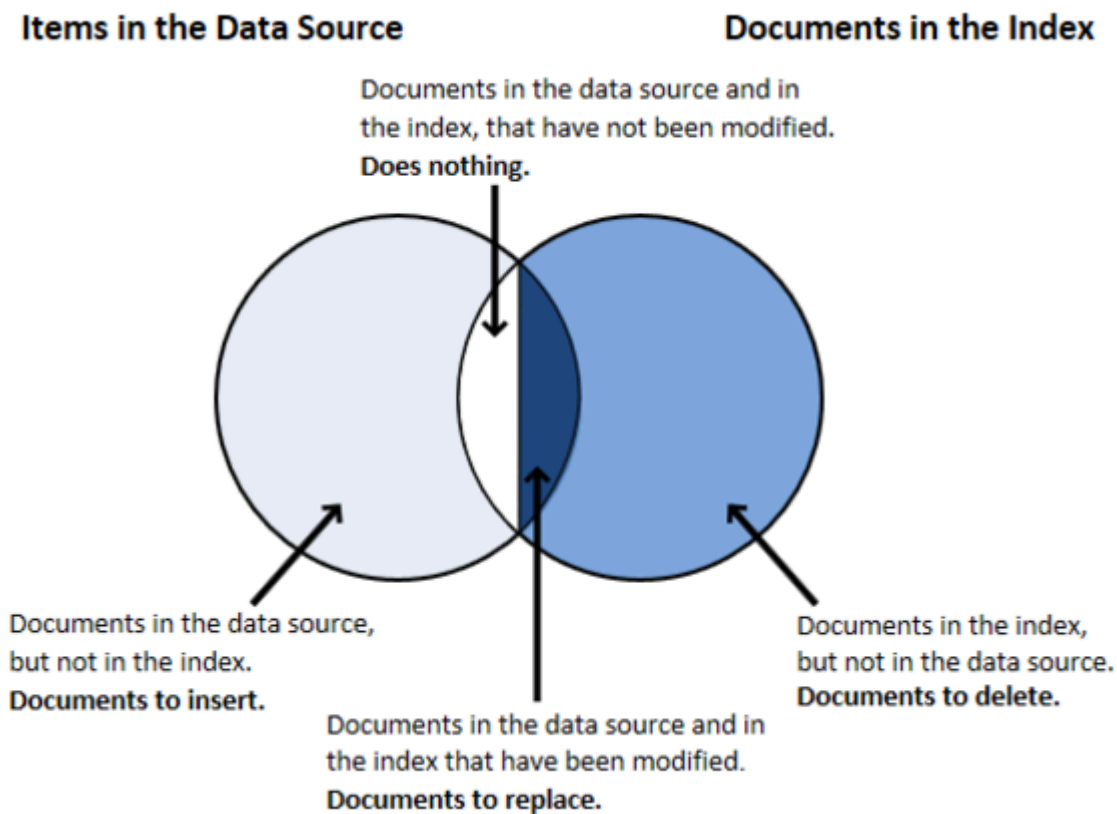 Items in the Data Source
Documents in the Index
Documents in the data source and in
the index, that have not been modified.
Does nothing.
Documents in the data source,
but not in the index.
Documents to insert.
Documents in the index,
but not in the data source.
Documents to delete.
Documents in the data source and in
the index that have been modified.
Documents to replace.